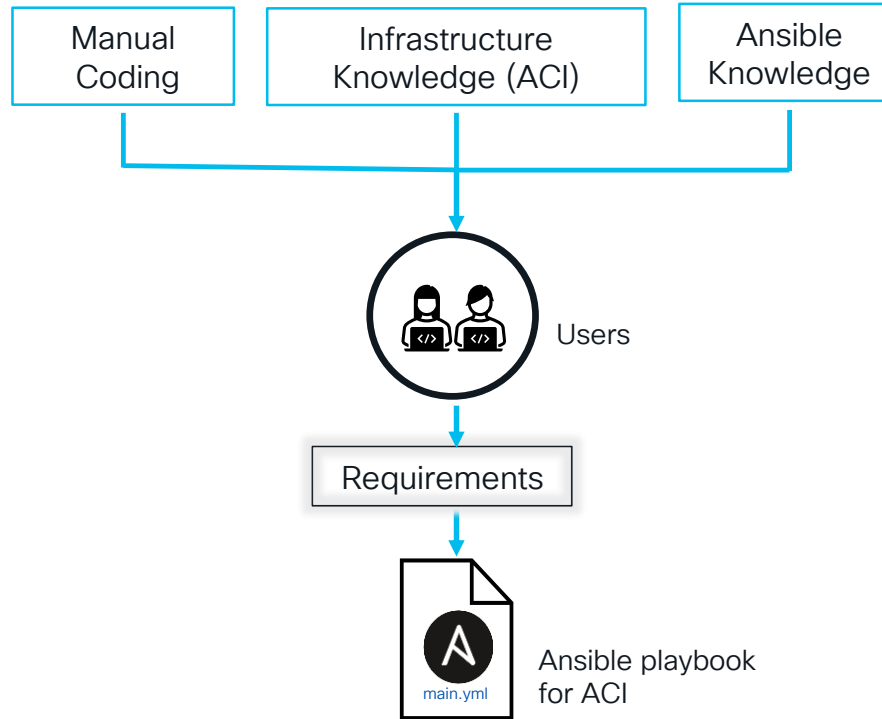 Manual
Coding
Infrastructure
Knowledge (ACI)
Ansible
Knowledge
</>
</>
Users
Requirements
A
main.yml
Ansible playbook
for ACI